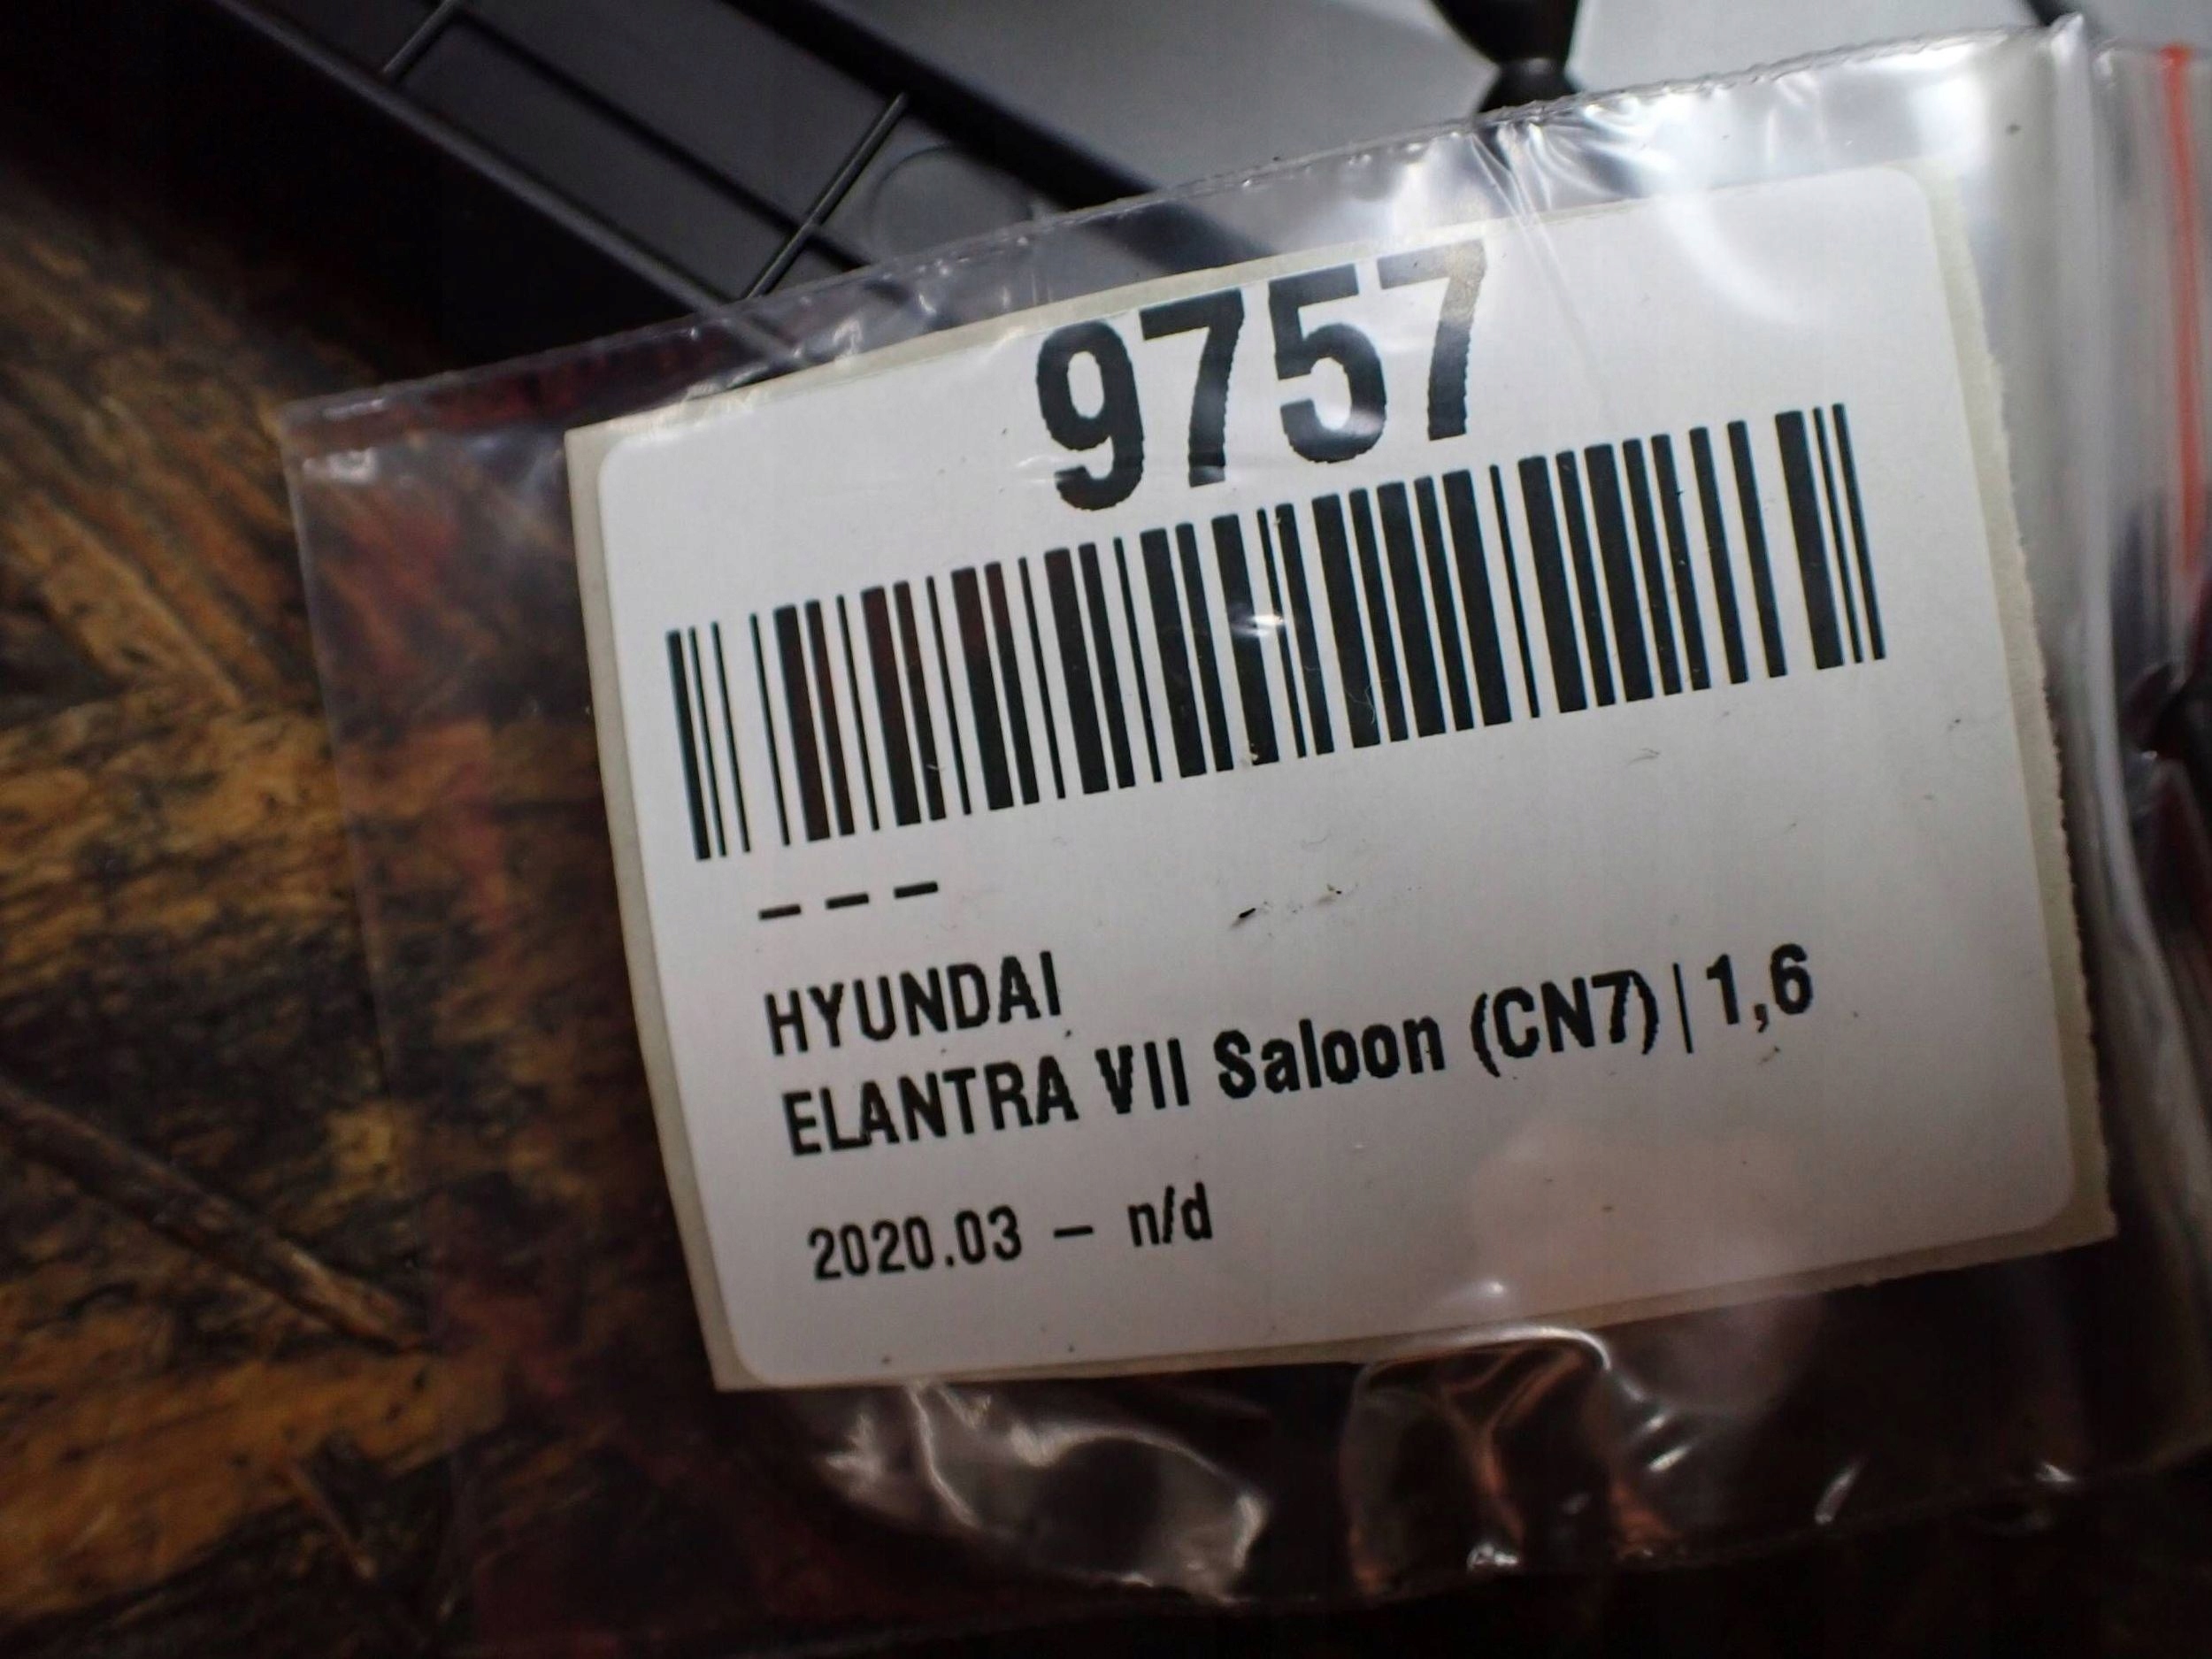 9757
– – –
HYUNDAI
ELANTRA VII Saloon (CN7) | 1,6
2020.03 – n/d